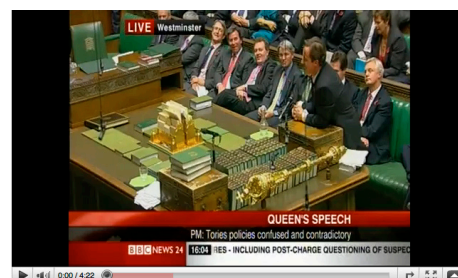 LIVE Westminster
QUEEN'S SPEECH
PM: Tories policies confused and contradictory
BBC NEWS 24 16:04 RIES - INCLUDING POST-CHARGE QUESTIONING OF SUSPEC
0:00 / 4:22